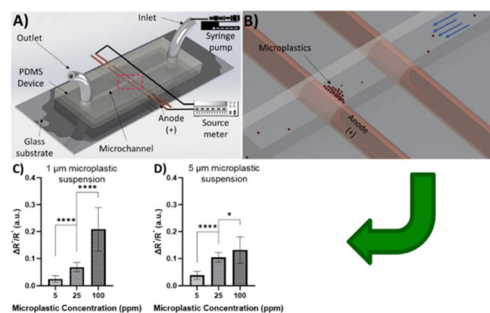 A)
Inlet
Outlet
Syringe
pump
PDMS
Device
Anode
(+)
Source
meter
Microchannel
Glass
substrate
B)
Microplastics
Anode
(+)
C)
1 µm microplastic
suspension
****
****
ΔR*/R* (a.u.)
0.4
0.3
0.2
0.1
0.0
5
25
100
Microplastic Concentration (ppm)
D)
5 µm microplastic
suspension
****
*
ΔR*/R* (a.u.)
0.4
0.3
0.2
0.1
0.0
5
25
100
Microplastic Concentration (ppm)